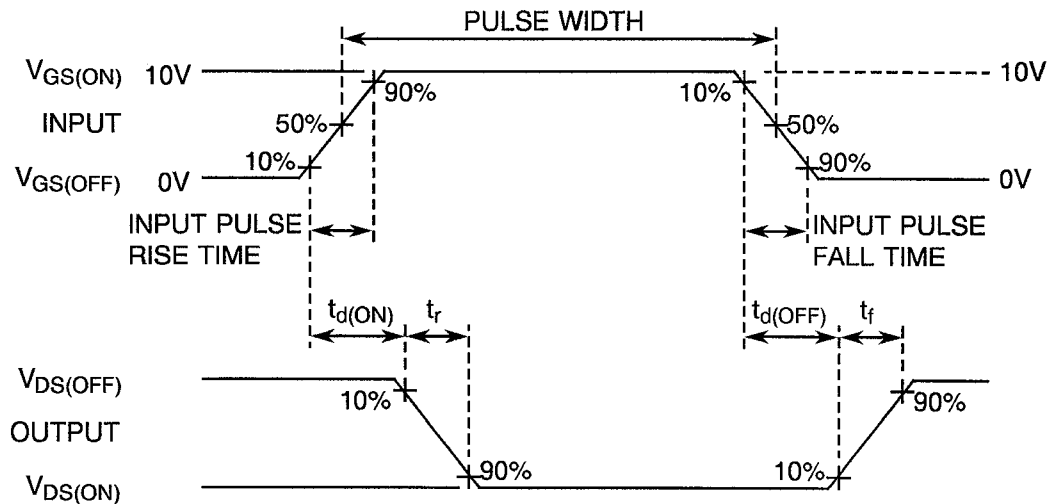 PULSE WIDTH
VGS(ON) 10V 10V
90% 10%
INPUT 50% 50%
10% 90%
VGS(OFF) 0V 0V
INPUT PULSE INPUT PULSE
RISE TIME FALL TIME
td(ON) tr td(OFF) tf
VDS(OFF)
10% 90%
OUTPUT
90% 10%
VDS(ON)